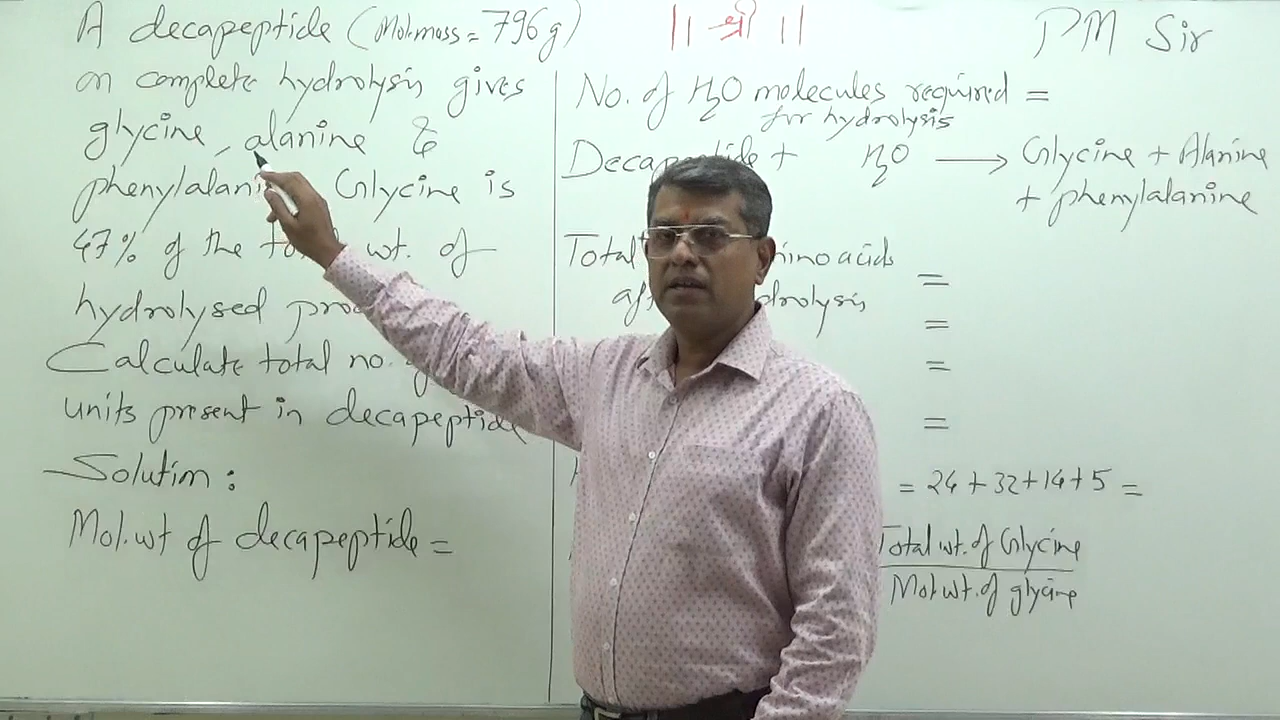 A decapeptide (Mol.mass = 796g)
on complete hydrolysis gives
glycine, alanine &
phenylalani Glycine is
47% of the wt. of
hydrolysed
Calculate total no.
units present in decapeptide
Solution:
Mol.wt of decapeptide =
|| श्री ||
PM Sir
No. of H2O molecules required =
for hydrolysis
Decapeptide + H2O ⟶ Glycine + Alanine
+ phenylalanine
Total acids =
=
=
=
= 24 + 32 + 14 + 5 =
Total wt. of Glycine
Mol.wt. of glycine